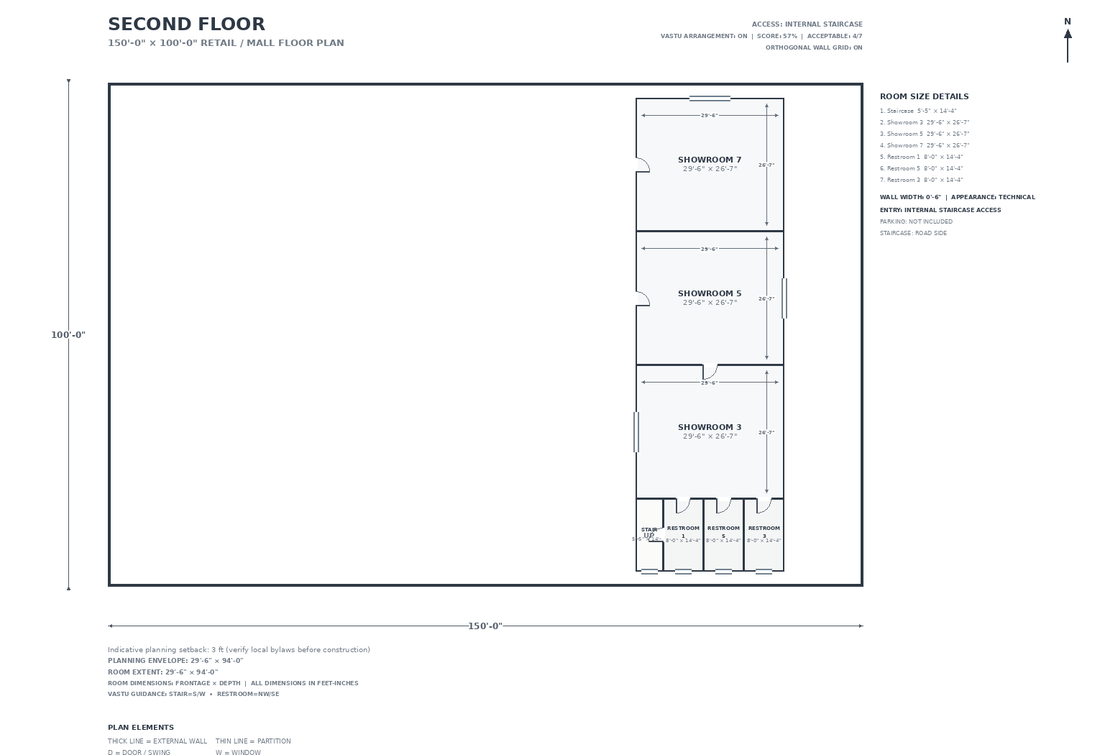 SECOND FLOOR
150'-0" × 100'-0" RETAIL / MALL FLOOR PLAN
ACCESS: INTERNAL STAIRCASE
VASTU ARRANGEMENT: ON | SCORE: 57% | ACCEPTABLE: 4/7
ORTHOGONAL WALL GRID: ON
N
ROOM SIZE DETAILS
1. Staircase 5'-5" × 14'-4"
2. Showroom 3 29'-6" × 26'-7"
3. Showroom 5 29'-6" × 26'-7"
4. Showroom 7 29'-6" × 26'-7"
5. Restroom 1 8'-0" × 14'-4"
6. Restroom 5 8'-0" × 14'-4"
7. Restroom 3 8'-0" × 14'-4"
WALL WIDTH: 0'-6" | APPEARANCE: TECHNICAL
ENTRY: INTERNAL STAIRCASE ACCESS
PARKING: NOT INCLUDED
STAIRCASE: ROAD SIDE
29'-6"
SHOWROOM 7
29'-6" × 26'-7"
26'-7"
29'-6"
SHOWROOM 5
29'-6" × 26'-7"
26'-7"
100'-0"
29'-6"
SHOWROOM 3
29'-6" × 26'-7"
26'-7"
STAIR
UP
RESTROOM
1
8'-0" × 14'-4"
RESTROOM
5
8'-0" × 14'-4"
RESTROOM
3
8'-0" × 14'-4"
150'-0"
Indicative planning setback: 3 ft (verify local bylaws before construction)
PLANNING ENVELOPE: 29'-6" × 94'-0"
ROOM EXTENT: 29'-6" × 94'-0"
ROOM DIMENSIONS: FRONTAGE × DEPTH | ALL DIMENSIONS IN FEET-INCHES
VASTU GUIDANCE: STAIR=S/W • RESTROOM=NW/SE
PLAN ELEMENTS
THICK LINE = EXTERNAL WALL THIN LINE = PARTITION
D = DOOR / SWING W = WINDOW